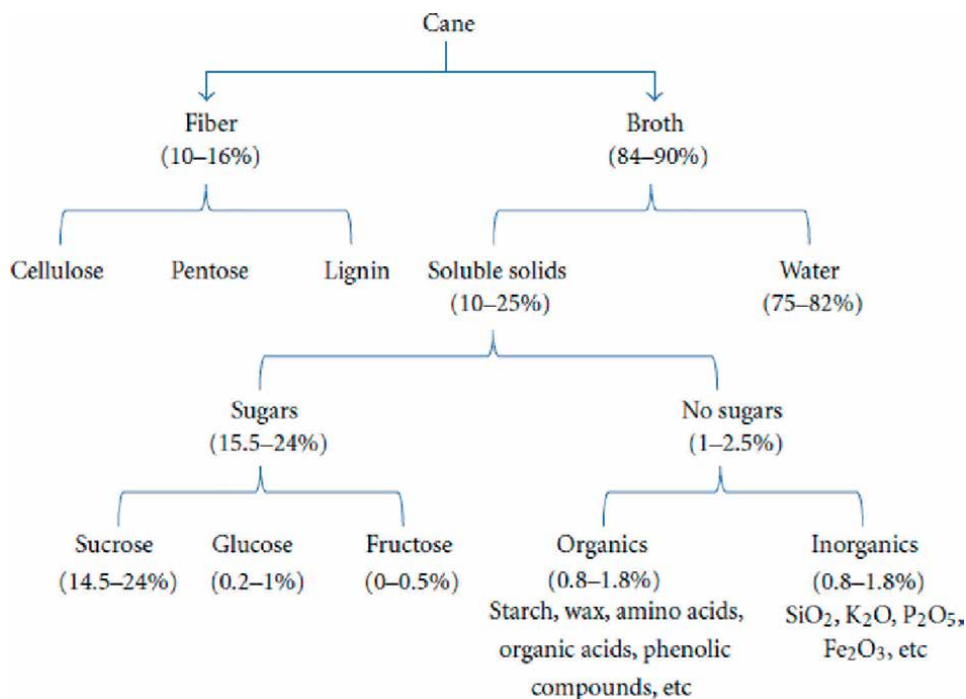 Cane
Fiber
(10–16%)
Broth
(84–90%)
Cellulose
Pentose
Lignin
Soluble solids
(10–25%)
Water
(75–82%)
Sugars
(15.5–24%)
No sugars
(1–2.5%)
Sucrose
(14.5–24%)
Glucose
(0.2–1%)
Fructose
(0–0.5%)
Organics
(0.8–1.8%)
Starch, wax, amino acids,
organic acids, phenolic
compounds, etc
Inorganics
(0.8–1.8%)
SiO₂, K₂O, P₂O₅,
Fe₂O₃, etc